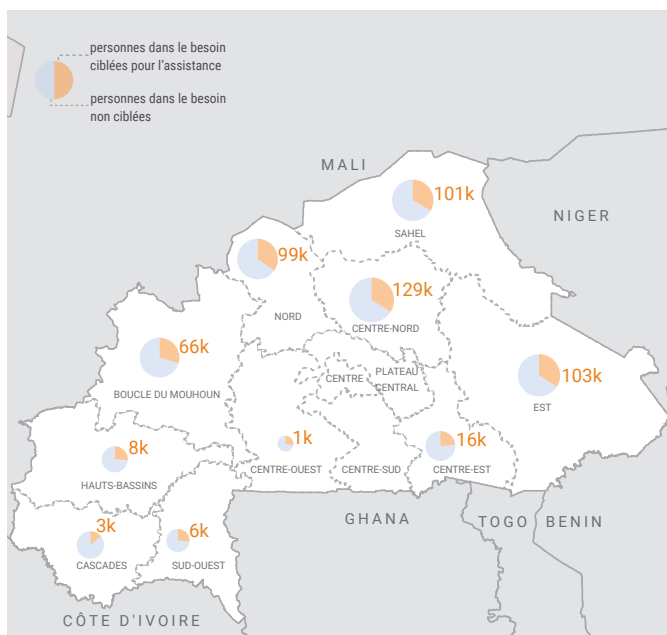 personnes dans le besoin
ciblées pour l'assistance
personnes dans le besoin
non ciblées
MALI
NIGER
101k
SAHEL
99k
NORD
129k
CENTRE-NORD
66k
BOUCLE DU MOUHOUN
CENTRE
PLATEAU
CENTRAL
103k
EST
8k
HAUTS-BASSINS
1k
CENTRE-OUEST
CENTRE-SUD
16k
CENTRE-EST
3k
CASCADES
6k
SUD-OUEST
GHANA
TOGO
BENIN
CÔTE D'IVOIRE